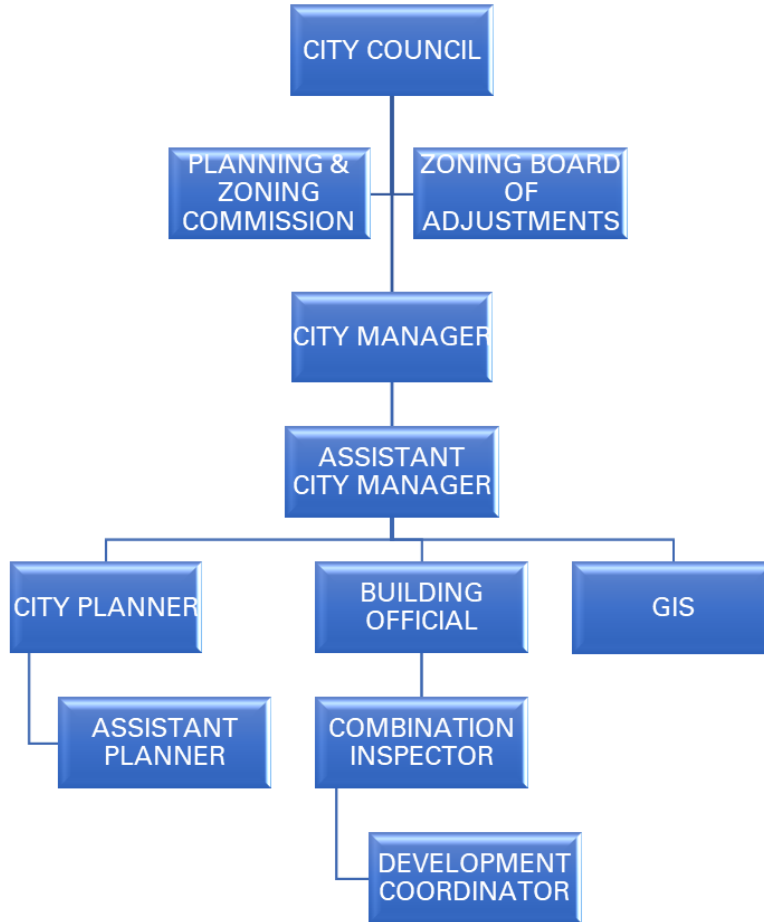 CITY COUNCIL
PLANNING &
ZONING
COMMISSION
ZONING BOARD
OF
ADJUSTMENTS
CITY MANAGER
ASSISTANT
CITY MANAGER
CITY PLANNER
BUILDING
OFFICIAL
GIS
ASSISTANT
PLANNER
COMBINATION
INSPECTOR
DEVELOPMENT
COORDINATOR